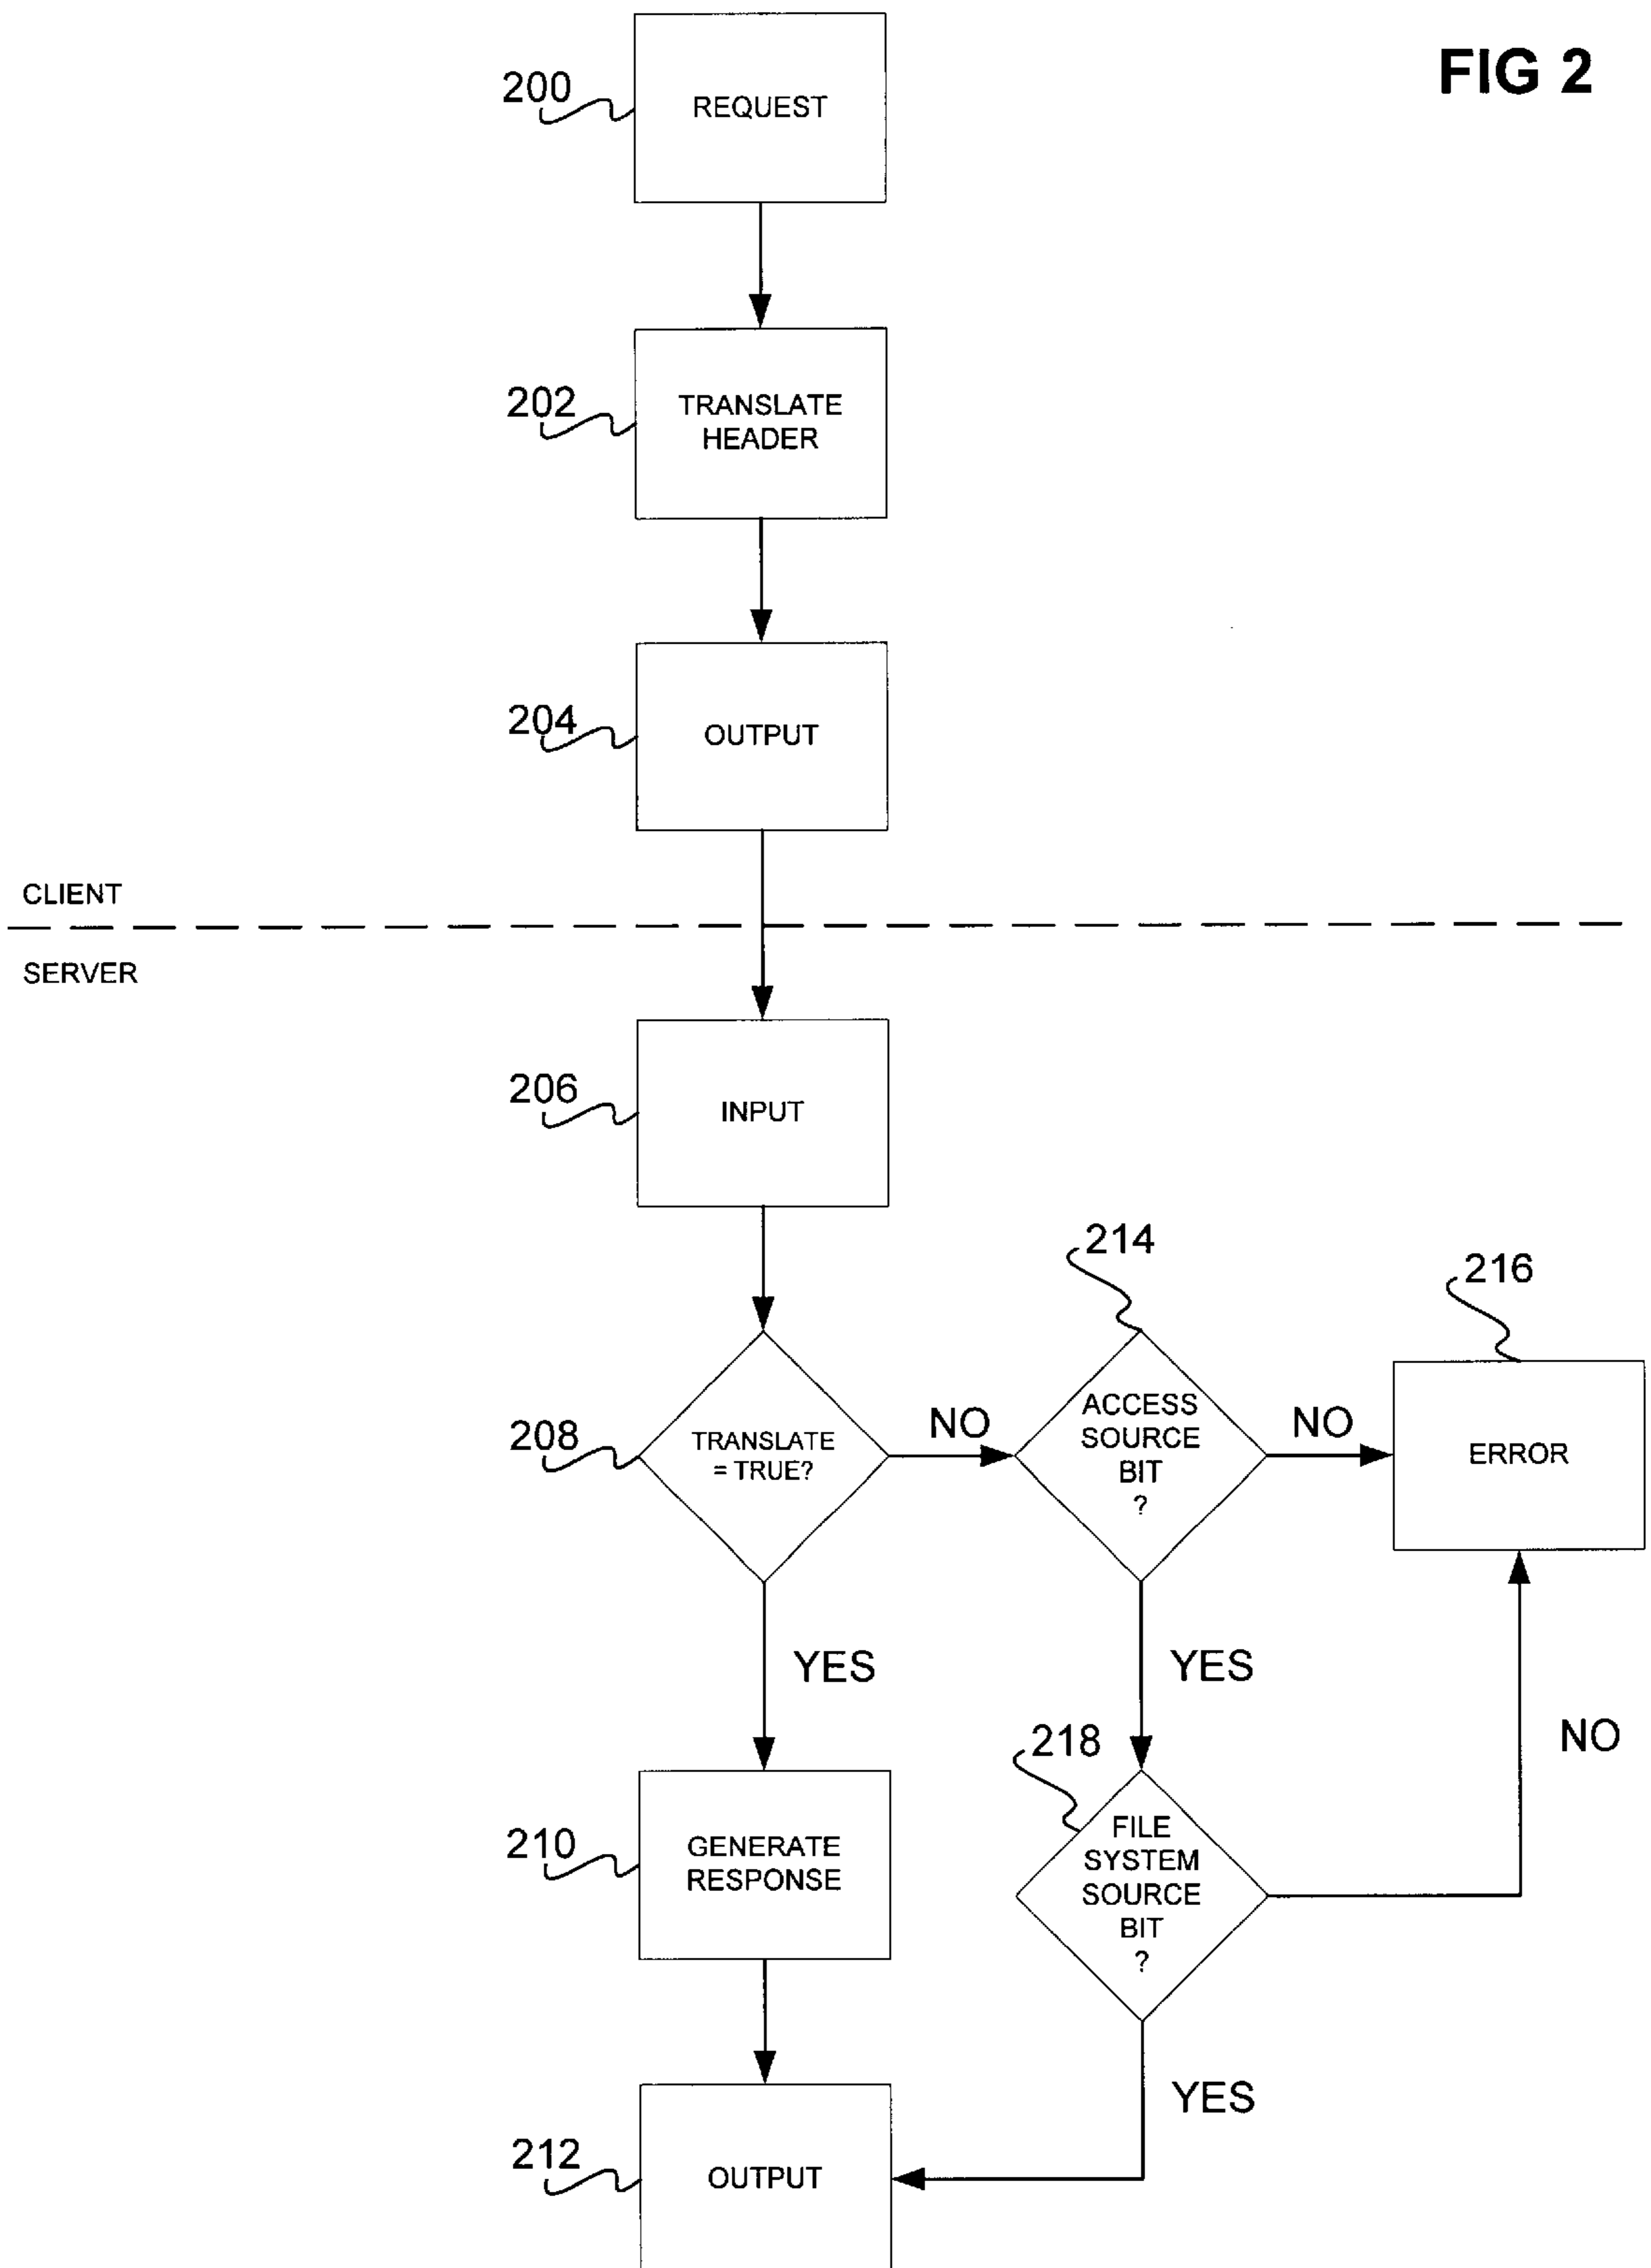 FIG 2
200
REQUEST
202
TRANSLATE
HEADER
204
OUTPUT
CLIENT
SERVER
206
INPUT
214
216
208
TRANSLATE
= TRUE?
NO
ACCESS
SOURCE
BIT
?
NO
ERROR
YES
YES
NO
218
210
GENERATE
RESPONSE
FILE
SYSTEM
SOURCE
BIT
?
YES
212
OUTPUT